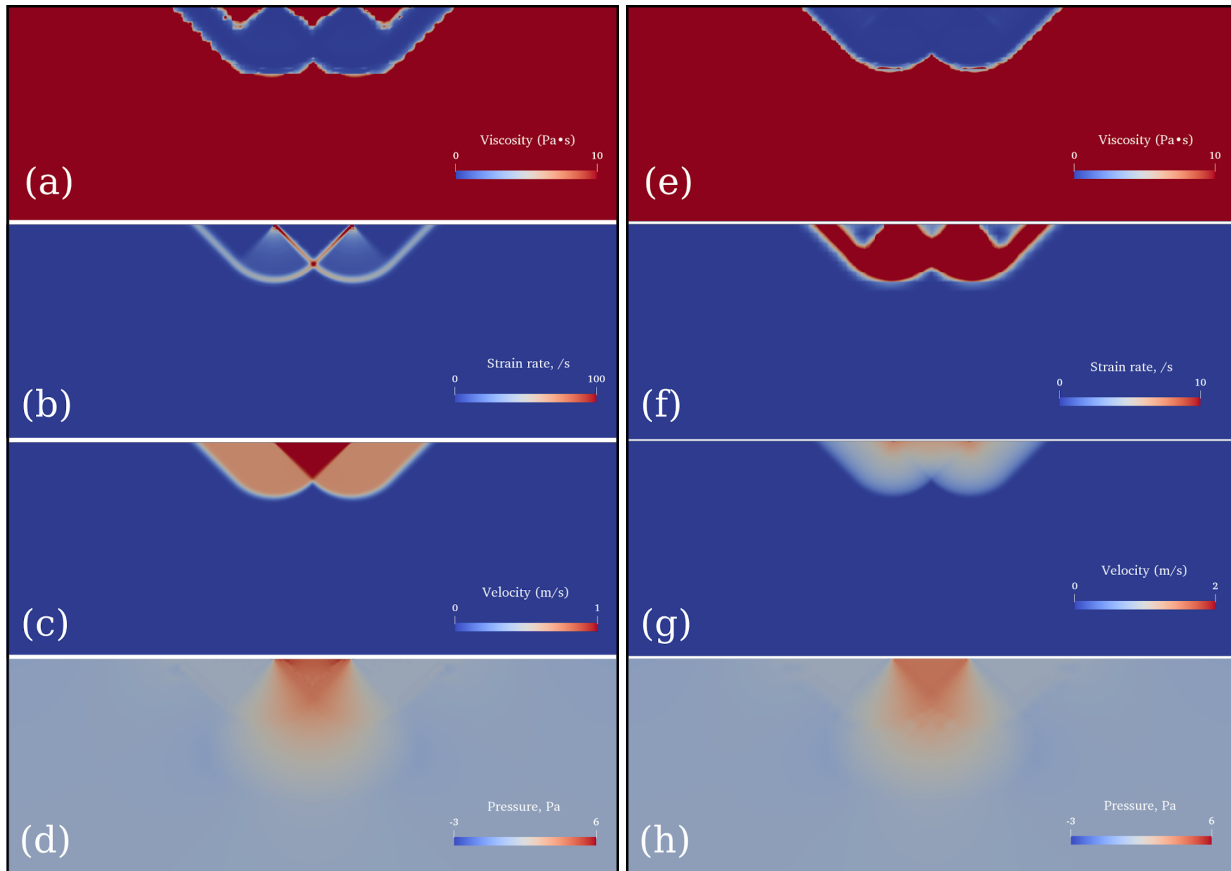 Viscosity (Pa•s)
0 10
(a)
Strain rate, /s
0 100
(b)
Velocity (m/s)
0 1
(c)
Pressure, Pa
-3 6
(d)
Viscosity (Pa•s)
0 10
(e)
Strain rate, /s
0 10
(f)
Velocity (m/s)
0 2
(g)
Pressure, Pa
-3 6
(h)